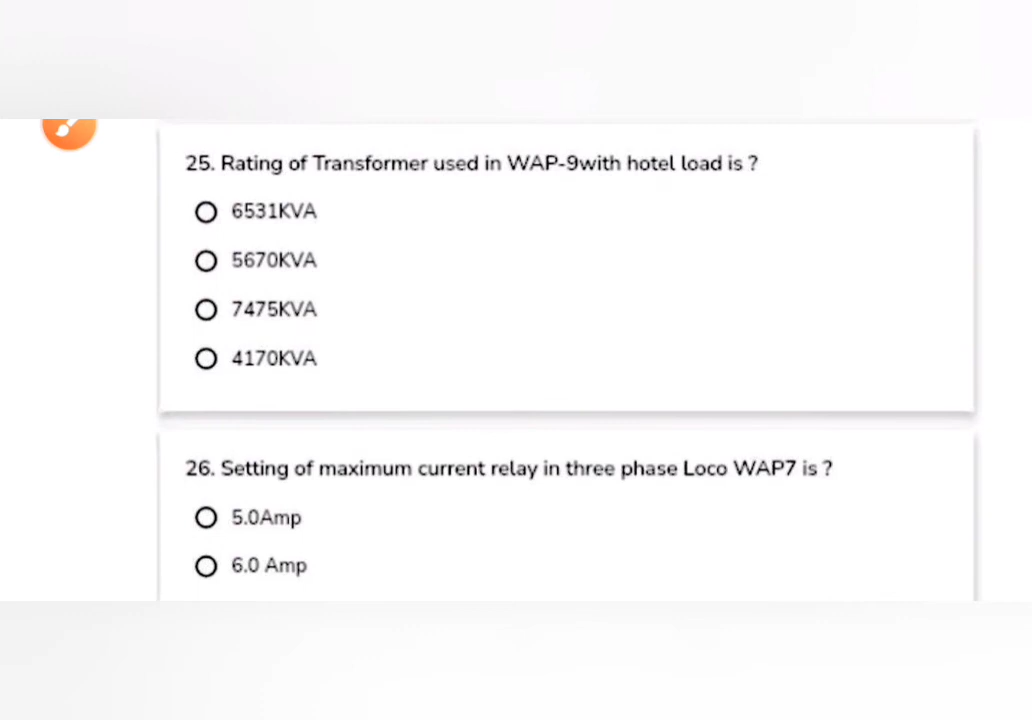 25. Rating of Transformer used in WAP-9with hotel load is ?
6531KVA
5670KVA
7475KVA
4170KVA
26. Setting of maximum current relay in three phase Loco WAP7 is ?
5.0Amp
6.0 Amp